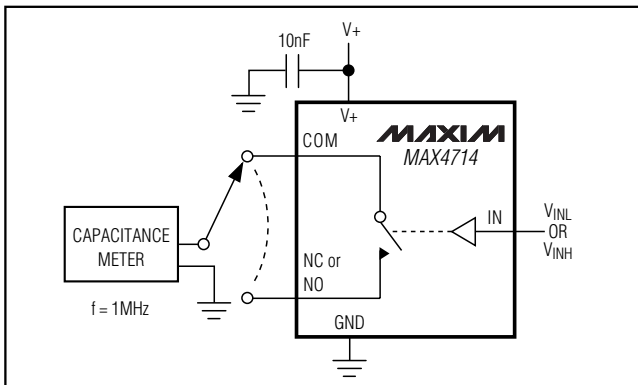 10nF
V+
V+
MAXIM
MAX4714
COM
IN
V_INL
OR
V_INH
CAPACITANCE
METER
NC or
NO
f = 1MHz
GND